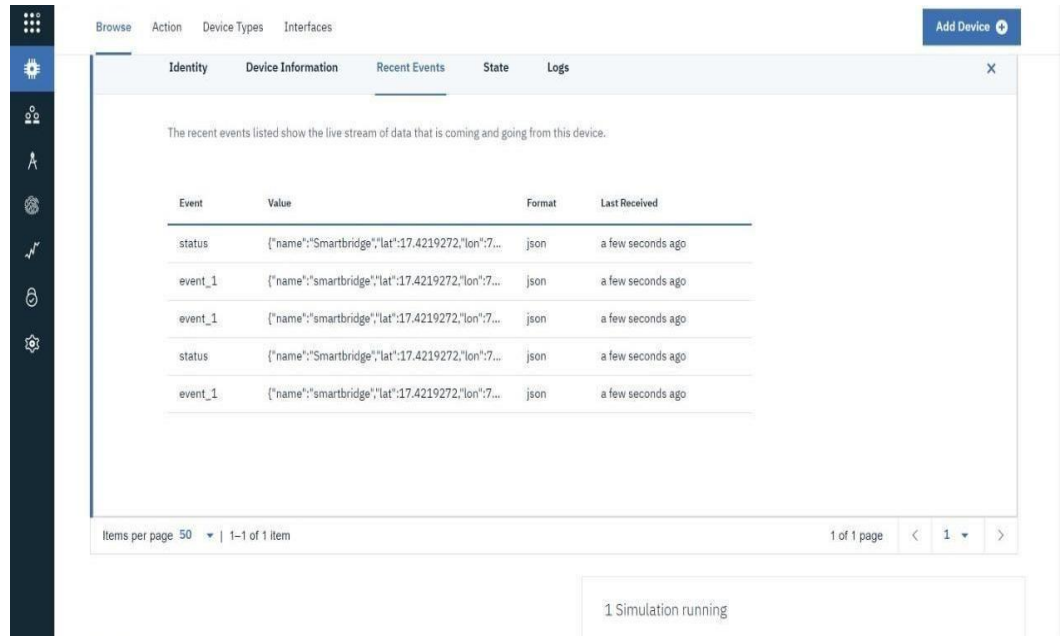 Browse Action Device Types Interfaces Add Device
Identity Device Information Recent Events State Logs
The recent events listed show the live stream of data that is coming and going from this device.
Event Value Format Last Received
status {"name":"Smartbridge","lat":17.4219272,"lon":7... json a few seconds ago
event_1 {"name":"smartbridge","lat":17.4219272,"lon":7... json a few seconds ago
event_1 {"name":"smartbridge","lat":17.4219272,"lon":7... json a few seconds ago
status {"name":"Smartbridge","lat":17.4219272,"lon":7... json a few seconds ago
event_1 {"name":"smartbridge","lat":17.4219272,"lon":7... json a few seconds ago
Items per page 50 | 1–1 of 1 item 1 of 1 page 1
1 Simulation running